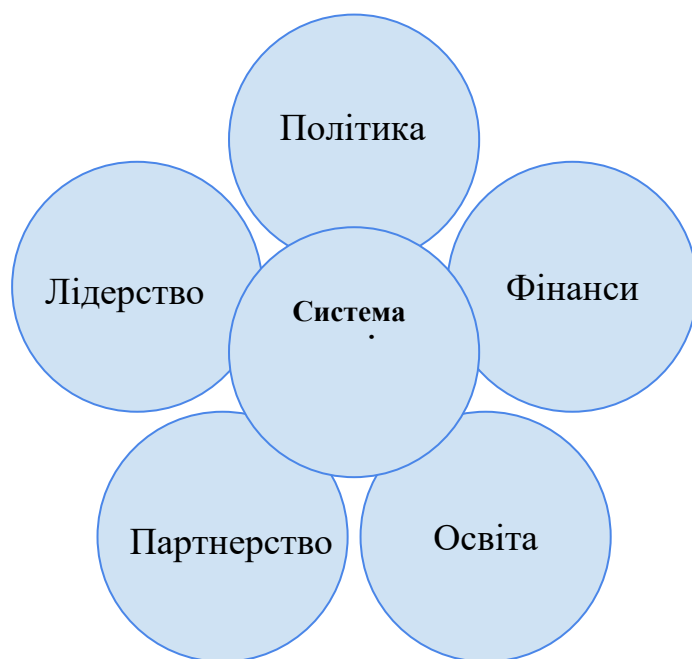 Політика
Лідерство
Фінанси
Система
.
Партнерство
Освіта